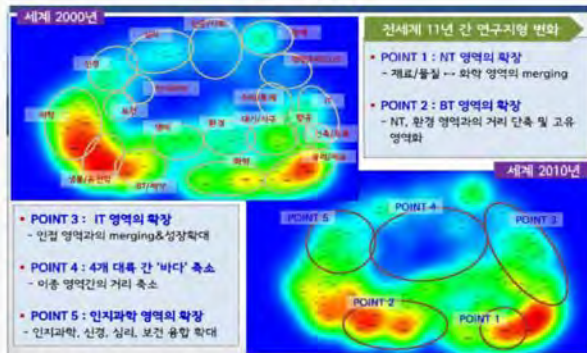 세계 2000년
심리
신경
보건
의학
생물/유전학
BT/제약
생태
환경
화학
대기/지구
수학/통계
IT
항공
건축/토목
물리/재료
전세계 11년 간 연구지형 변화
• POINT 1 : NT 영역의 확장
- 재료/물질 ↔ 화학 영역의 merging
• POINT 2 : BT 영역의 확장
- NT, 환경 영역과의 거리 단축 및 고유
영역화
• POINT 3 : IT 영역의 확장
- 인접 영역과의 merging&성장확대
• POINT 4 : 4개 대륙 간 '바다' 축소
- 이종 영역간의 거리 축소
• POINT 5 : 인지과학 영역의 확장
- 인지과학, 신경, 심리, 보건 융합 확대
세계 2010년
POINT 5
POINT 4
POINT 3
POINT 2
POINT 1